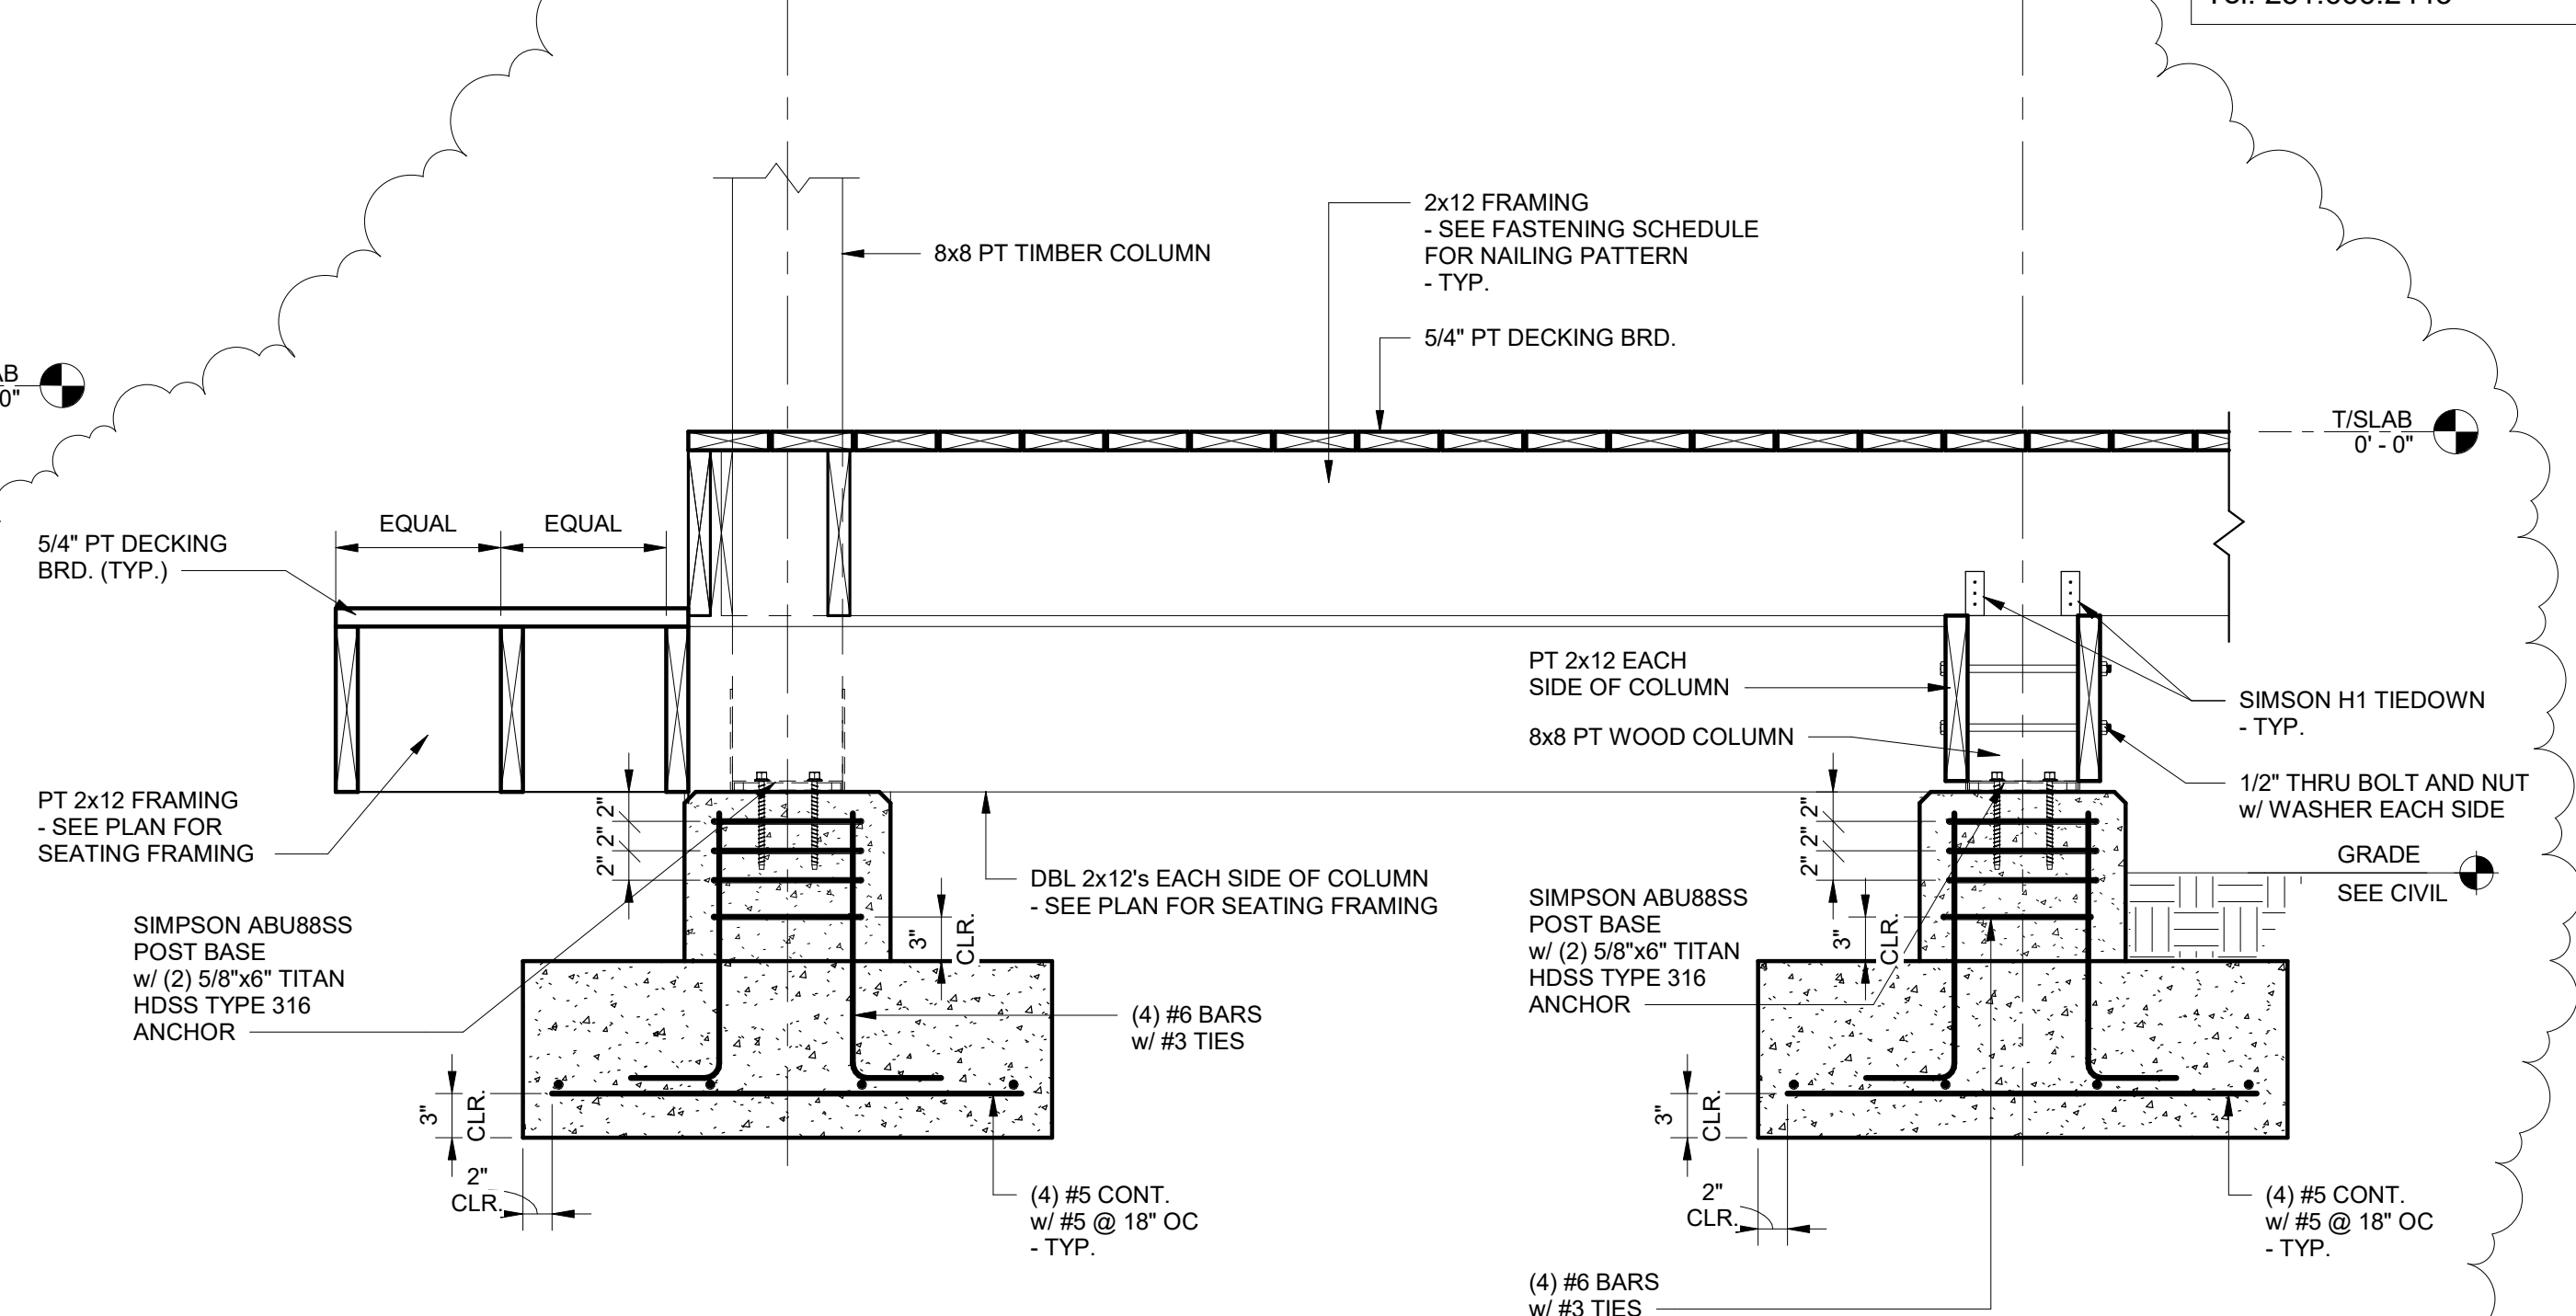 8x8 PT TIMBER COLUMN
2x12 FRAMING
- SEE FASTENING SCHEDULE
FOR NAILING PATTERN
- TYP.
5/4" PT DECKING BRD.
0"
T/SLAB
0' - 0"
EQUAL
EQUAL
5/4" PT DECKING
BRD. (TYP.)
PT 2x12 FRAMING
- SEE PLAN FOR
SEATING FRAMING
2"
2"
2"
SIMPSON ABU88SS
POST BASE
w/ (2) 5/8"x6" TITAN
HDSS TYPE 316
ANCHOR
DBL 2x12's EACH SIDE OF COLUMN
- SEE PLAN FOR SEATING FRAMING
3"
CLR.
(4) #6 BARS
w/ #3 TIES
3"
CLR.
2"
CLR.
(4) #5 CONT.
w/ #5 @ 18" OC
- TYP.
PT 2x12 EACH
SIDE OF COLUMN
8x8 PT WOOD COLUMN
SIMSON H1 TIEDOWN
- TYP.
1/2" THRU BOLT AND NUT
w/ WASHER EACH SIDE
2"
2"
2"
GRADE
SEE CIVIL
SIMPSON ABU88SS
POST BASE
w/ (2) 5/8"x6" TITAN
HDSS TYPE 316
ANCHOR
3"
CLR.
3"
CLR.
2"
CLR.
(4) #5 CONT.
w/ #5 @ 18" OC
- TYP.
(4) #6 BARS
w/ #3 TIES